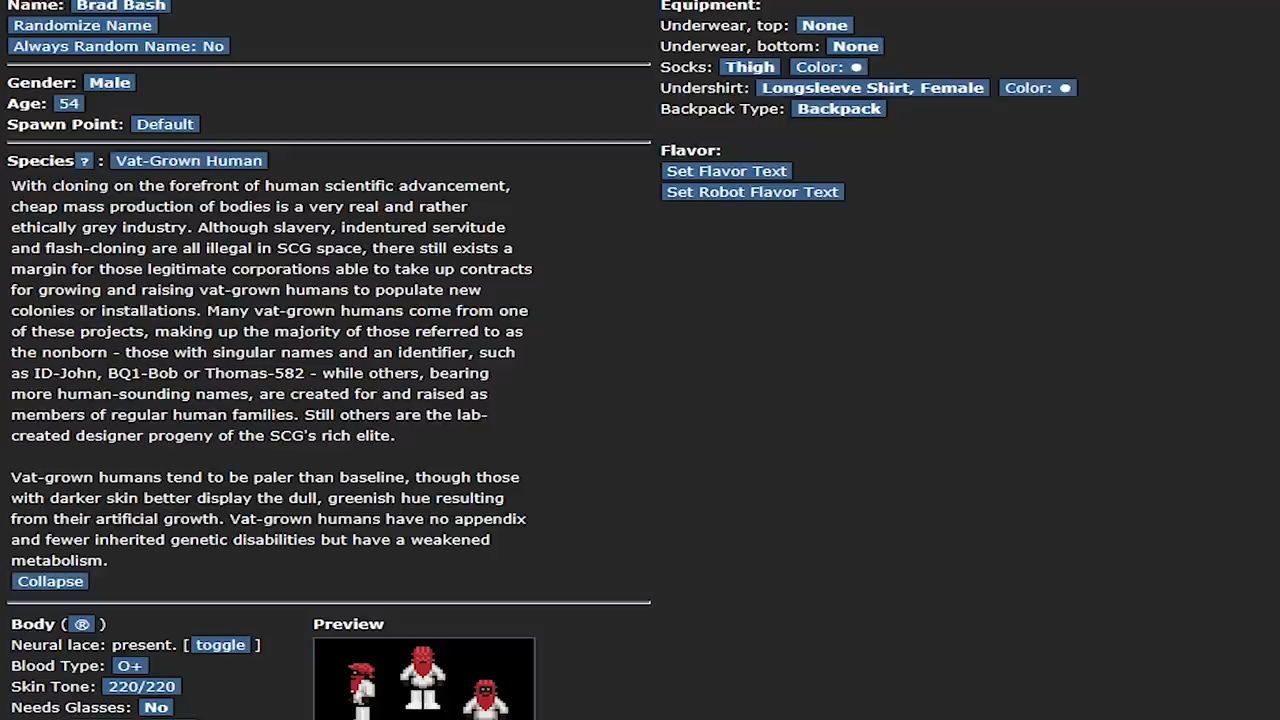 Name: Brad Bash
Randomize Name
Always Random Name: No
Gender: Male
Age: 54
Spawn Point: Default
Species ? : Vat-Grown Human
With cloning on the forefront of human scientific advancement,
cheap mass production of bodies is a very real and rather
ethically grey industry. Although slavery, indentured servitude
and flash-cloning are all illegal in SCG space, there still exists a
margin for those legitimate corporations able to take up contracts
for growing and raising vat-grown humans to populate new
colonies or installations. Many vat-grown humans come from one
of these projects, making up the majority of those referred to as
the nonborn - those with singular names and an identifier, such
as ID-John, BQ1-Bob or Thomas-582 - while others, bearing
more human-sounding names, are created for and raised as
members of regular human families. Still others are the lab-
created designer progeny of the SCG's rich elite.
Vat-grown humans tend to be paler than baseline, though those
with darker skin better display the dull, greenish hue resulting
from their artificial growth. Vat-grown humans have no appendix
and fewer inherited genetic disabilities but have a weakened
metabolism.
Collapse
Body ( ® )
Neural lace: present. [ toggle ]
Blood Type: O+
Skin Tone: 220/220
Needs Glasses: No
Preview
Equipment:
Underwear, top: None
Underwear, bottom: None
Socks: Thigh Color: ●
Undershirt: Longsleeve Shirt, Female Color: ●
Backpack Type: Backpack
Flavor:
Set Flavor Text
Set Robot Flavor Text